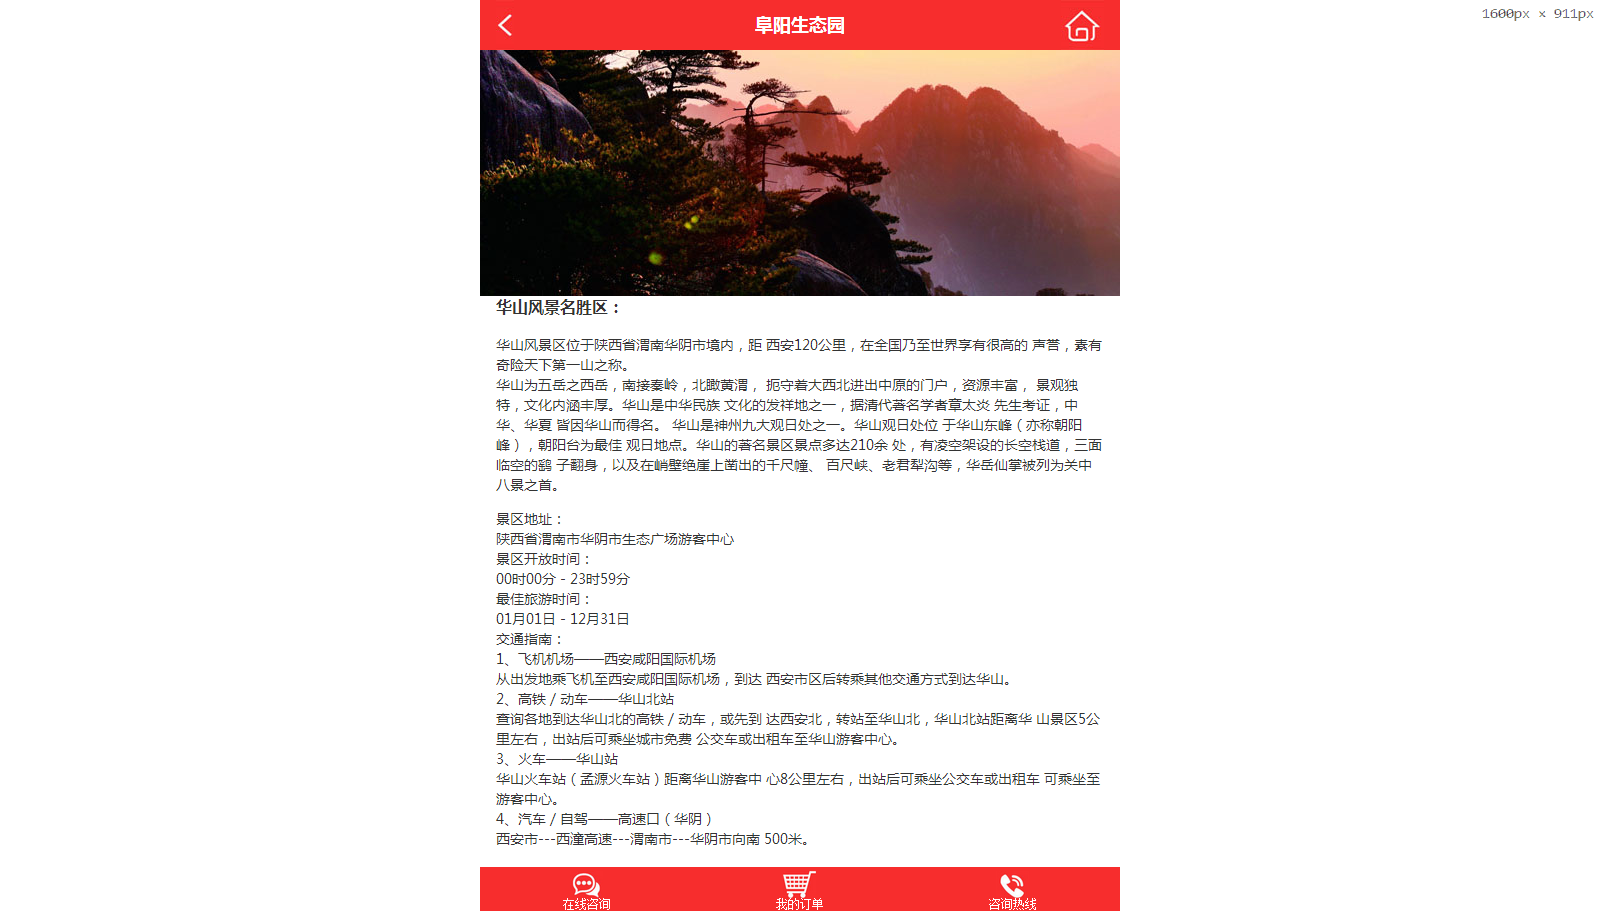 1600px × 911px
阜阳生态园
华山风景名胜区：
华山风景区位于陕西省渭南华阴市境内，距 西安120公里，在全国乃至世界享有很高的 声誉，素有
奇险天下第一山之称。
华山为五岳之西岳，南接秦岭，北瞰黄渭， 扼守着大西北进出中原的门户，资源丰富， 景观独
特，文化内涵丰厚。华山是中华民族 文化的发祥地之一，据清代著名学者章太炎 先生考证，中
华、华夏 皆因华山而得名。 华山是神州九大观日处之一。华山观日处位 于华山东峰（亦称朝阳
峰），朝阳台为最佳 观日地点。华山的著名景区景点多达210余 处，有凌空架设的长空栈道，三面
临空的鹞 子翻身，以及在峭壁绝崖上凿出的千尺幢、 百尺峡、老君犁沟等，华岳仙掌被列为关中
八景之首。
景区地址：
陕西省渭南市华阴市生态广场游客中心
景区开放时间：
00时00分 - 23时59分
最佳旅游时间：
01月01日 - 12月31日
交通指南：
1、飞机机场——西安咸阳国际机场
从出发地乘飞机至西安咸阳国际机场，到达 西安市区后转乘其他交通方式到达华山。
2、高铁 / 动车——华山北站
查询各地到达华山北的高铁 / 动车，或先到 达西安北，转站至华山北，华山北站距离华 山景区5公
里左右，出站后可乘坐城市免费 公交车或出租车至华山游客中心。
3、火车——华山站
华山火车站（孟源火车站）距离华山游客中 心8公里左右，出站后可乘坐公交车或出租车 可乘坐至
游客中心。
4、汽车 / 自驾——高速口（华阴）
西安市---西潼高速---渭南市---华阴市向南 500米。
在线咨询
我的订单
咨询热线